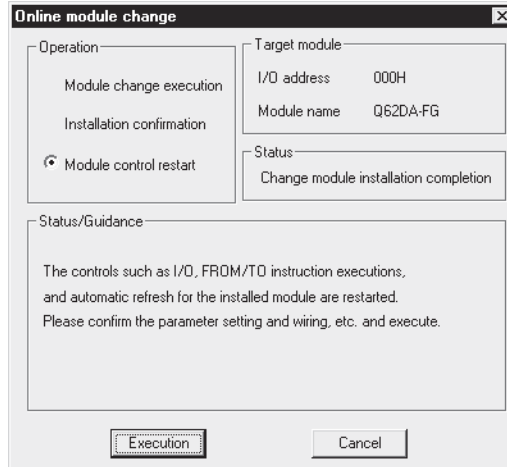 Online module change
Operation
Module change execution
Installation confirmation
Module control restart
Target module
I/O address 000H
Module name Q62DA-FG
Status
Change module installation completion
Status/Guidance
The controls such as I/O, FROM/TO instruction executions,
and automatic refresh for the installed module are restarted.
Please confirm the parameter setting and wiring, etc. and execute.
Execution Cancel